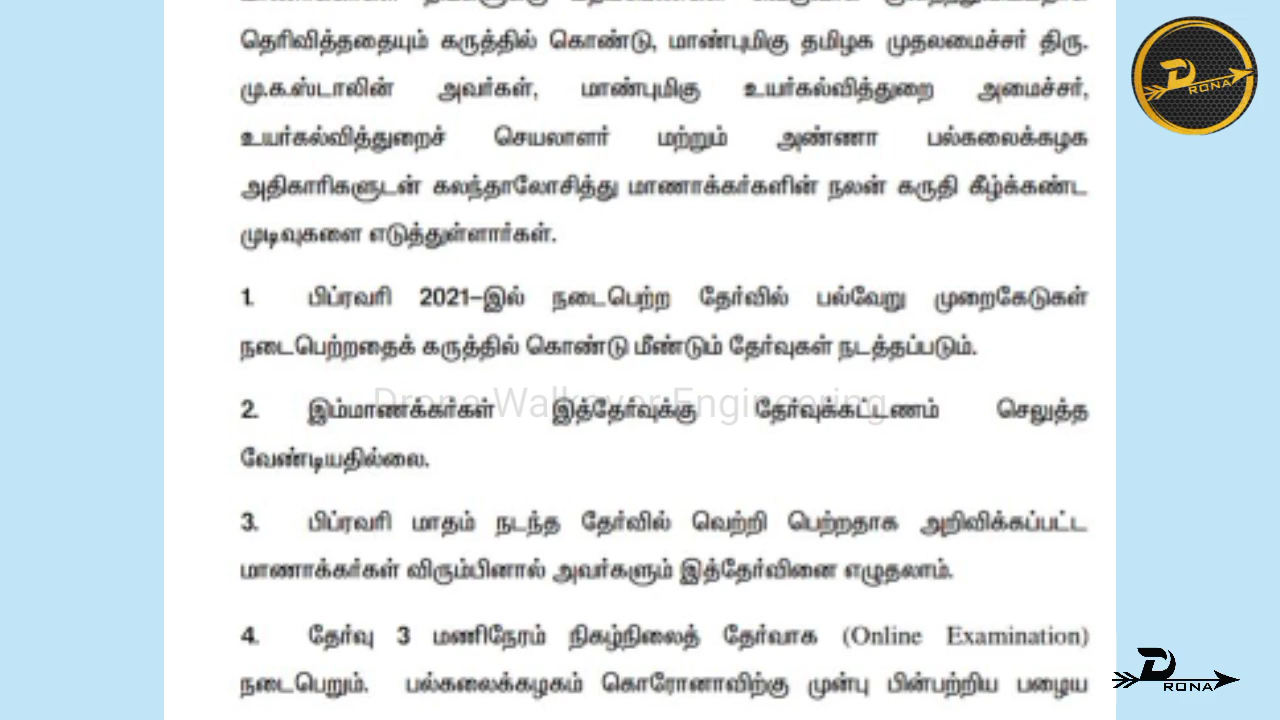 தெரிவித்ததையும் கருத்தில் கொண்டு, மாண்புமிகு தமிழக முதலமைச்சர் திரு.
மு.க.ஸ்டாலின் அவர்கள், மாண்புமிகு உயர்கல்வித்துறை அமைச்சர்,
உயர்கல்வித்துறைச் செயலாளர் மற்றும் அண்ணா பல்கலைக்கழக
அதிகாரிகளுடன் கலந்தாலோசித்து மாணாக்கர்களின் நலன் கருதி கீழ்க்கண்ட
முடிவுகளை எடுத்துள்ளார்கள்.
1. பிப்ரவரி 2021-இல் நடைபெற்ற தேர்வில் பல்வேறு முறைகேடுகள்
நடைபெற்றதைக் கருத்தில் கொண்டு மீண்டும் தேர்வுகள் நடத்தப்படும்.
2. இம்மாணக்கர்கள் இத்தேர்வுக்கு தேர்வுக்கட்டணம் செலுத்த
வேண்டியதில்லை.
3. பிப்ரவரி மாதம் நடந்த தேர்வில் வெற்றி பெற்றதாக அறிவிக்கப்பட்ட
மாணாக்கர்கள் விரும்பினால் அவர்களும் இத்தேர்வினை எழுதலாம்.
4. தேர்வு 3 மணிநேரம் நிகழ்நிலைத் தேர்வாக (Online Examination)
நடைபெறும். பல்கலைக்கழகம் கொரோனாவிற்கு முன்பு பின்பற்றிய பழைய
Drona Walkover Engineering
DRONA
DRONA